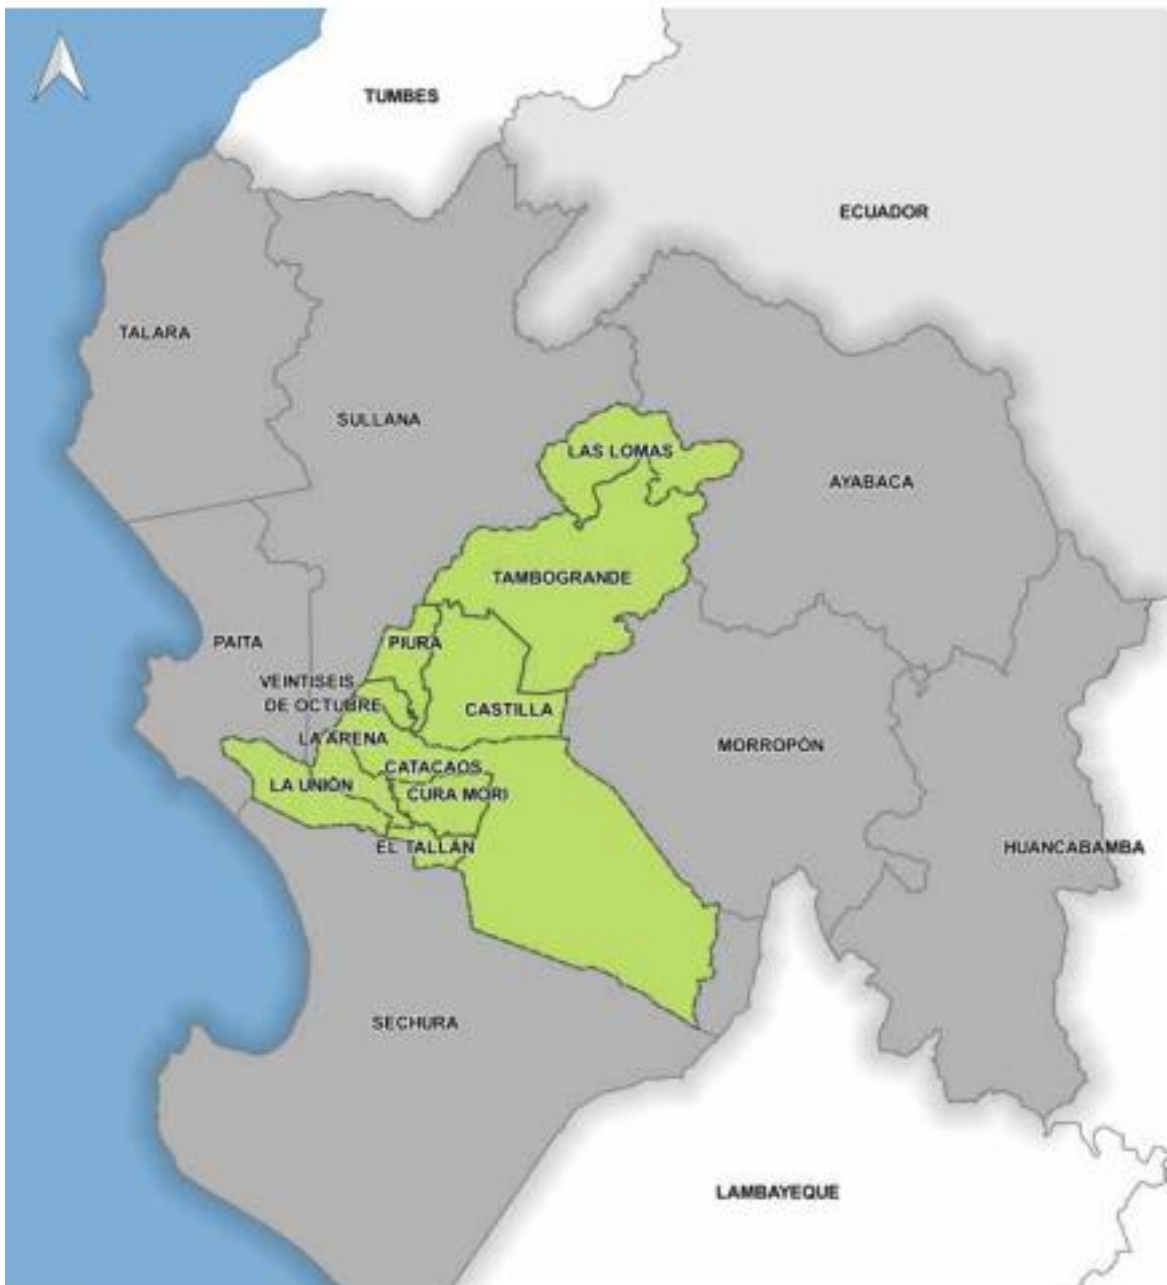 TUMBES
ECUADOR
TALARA
SULLANA
LAS LOMAS
AYABACA
TAMBOGRANDE
PAITA
PIURA
VEINTISEIS
DE OCTUBRE
CASTILLA
LA ARENA
MORROPÓN
CATACAOS
LA UNIÓN
CURA MORI
EL TALLAN
HUANCABAMBA
SECHURA
LAMBAYEQUE